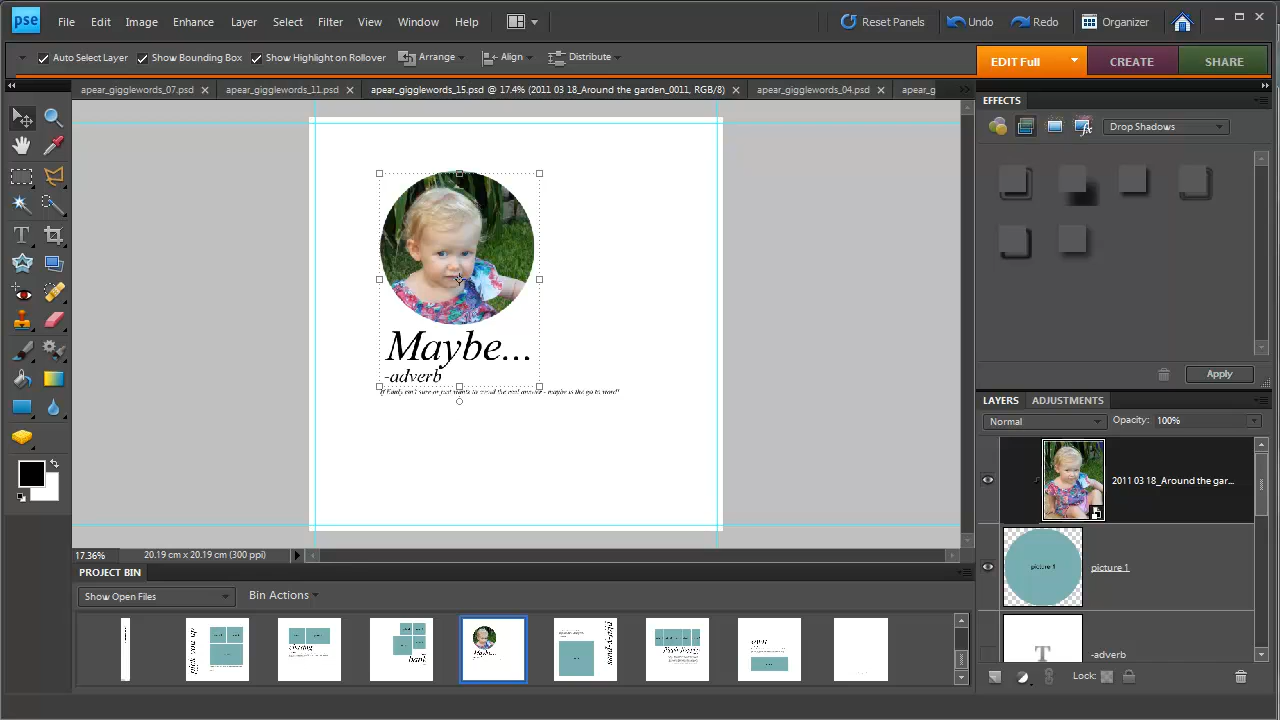 pse File Edit Image Enhance Layer Select Filter View Window Help Reset Panels Undo Redo Organizer
Auto Select Layer Show Bounding Box Show Highlight on Rollover Arrange Align Distribute EDIT Full CREATE SHARE
apear_gigglewords_07.psd apear_gigglewords_11.psd apear_gigglewords_15.psd @ 17.4% (2011 03 18_Around the garden_0011, RGB/8) apear_gigglewords_04.psd apear_g
EFFECTS
Drop Shadows
Maybe...
-adverb
Apply
LAYERS ADJUSTMENTS
Normal Opacity: 100%
2011 03 18_Around the gar...
picture 1
picture 1
T -adverb
Lock:
17.36% 20.19 cm x 20.19 cm (300 ppi)
PROJECT BIN
Show Open Files Bin Actions
Maybe...